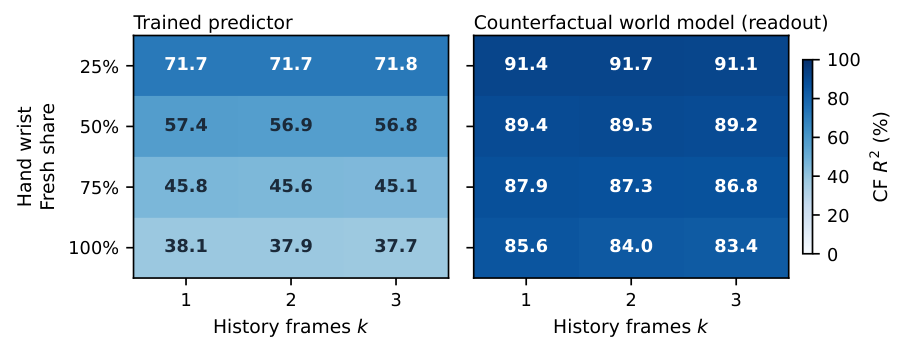 Trained predictor
Counterfactual world model (readout)
Hand wrist
Fresh share
25%
50%
75%
100%
71.7 71.7 71.8
57.4 56.9 56.8
45.8 45.6 45.1
38.1 37.9 37.7
1 2 3
History frames k
91.4 91.7 91.1
89.4 89.5 89.2
87.9 87.3 86.8
85.6 84.0 83.4
1 2 3
History frames k
100
80
60
40
20
0
CF R² (%)